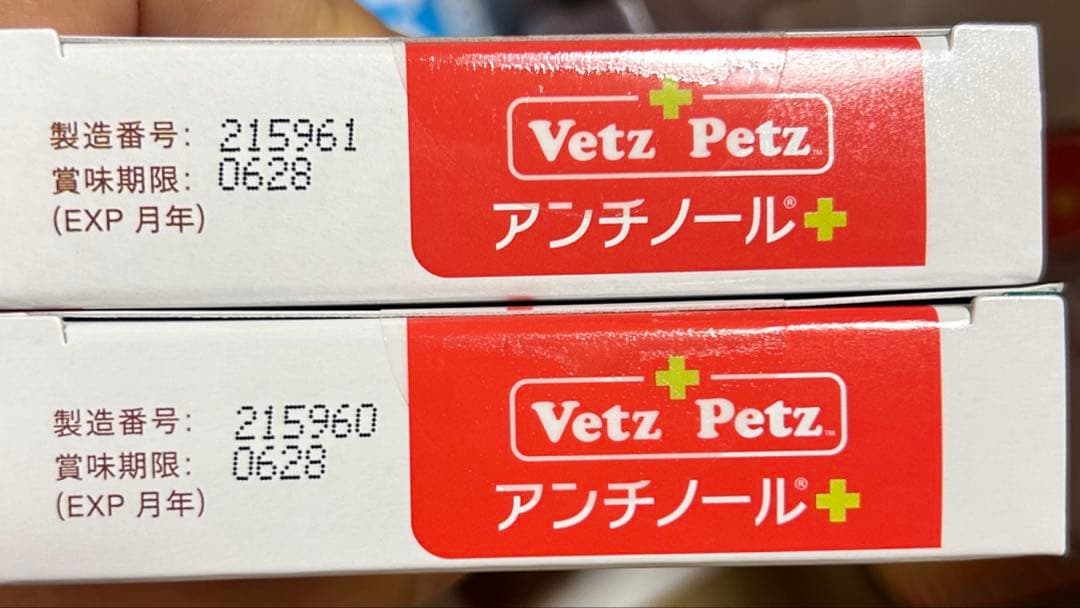 製造番号: 215961
賞味期限: 0628
(EXP 月年)
Vetz Petz™
アンチノール®+
製造番号: 215960
賞味期限: 0628
(EXP 月年)
Vetz Petz™
アンチノール®+